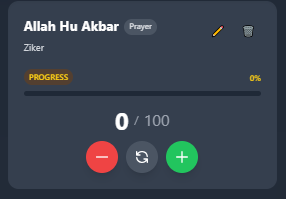 Allah Hu Akbar Prayer
Ziker
PROGRESS 0%
0 / 100